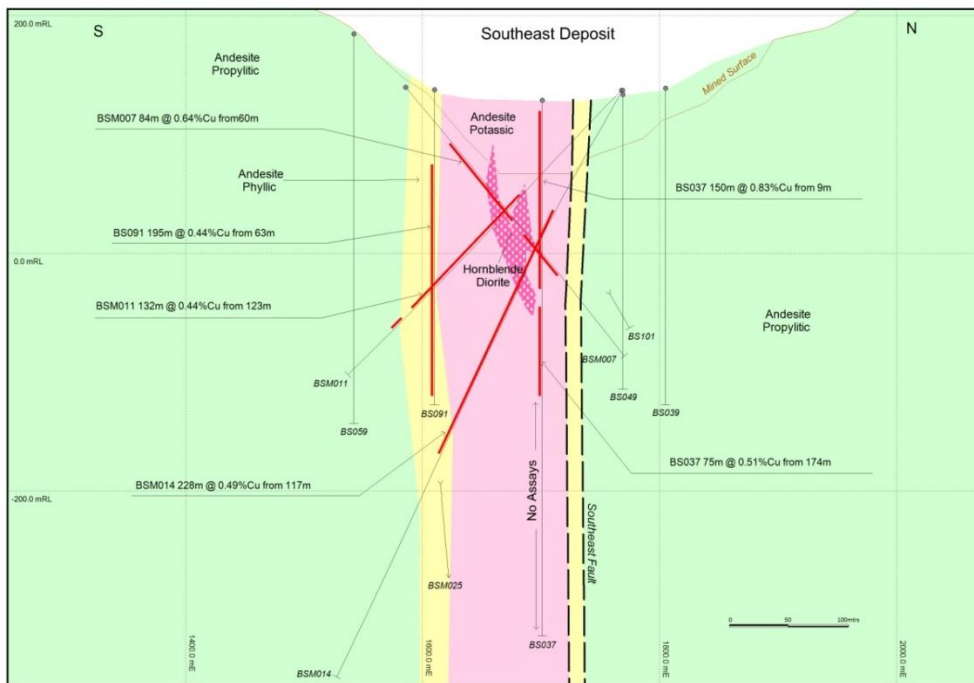 200.0 mRL
S
Southeast Deposit
N
Andesite
Propylitic
Mined Surface
BSM007 84m @ 0.64%Cu from60m
Andesite
Potassic
Andesite
Phyllic
BS037 150m @ 0.83%Cu from 9m
BS091 195m @ 0.44%Cu from 63m
0.0 mRL
Hornblende
Diorite
BSM011 132m @ 0.44%Cu from 123m
Andesite
Propylitic
BS101
BSM007
BSM011
BS049
BS039
BS091
BS059
BS037 75m @ 0.51%Cu from 174m
No Assays
BSM014 228m @ 0.49%Cu from 117m
-200.0 mRL
Southeast Fault
BSM025
0 50 100mtrs
BS037
BSM014
1400.0 mE
1600.0 mE
1800.0 mE
2000.0 mE